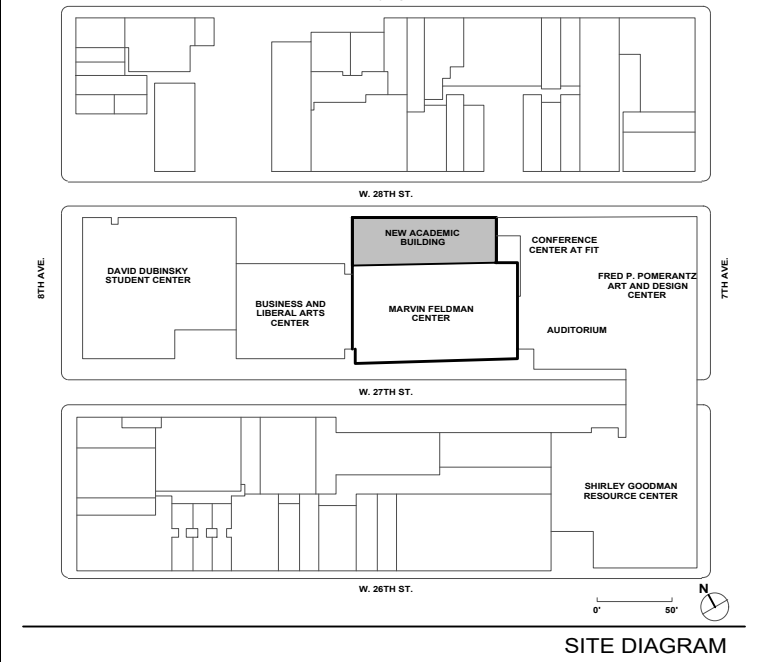 W. 28TH ST.
NEW ACADEMIC
BUILDING
CONFERENCE
CENTER AT FIT
8TH AVE.
DAVID DUBINSKY
STUDENT CENTER
FRED P. POMERANTZ
ART AND DESIGN
CENTER
7TH AVE.
BUSINESS AND
LIBERAL ARTS
CENTER
MARVIN FELDMAN
CENTER
AUDITORIUM
W. 27TH ST.
SHIRLEY GOODMAN
RESOURCE CENTER
W. 26TH ST.
N
0' 50'
SITE DIAGRAM